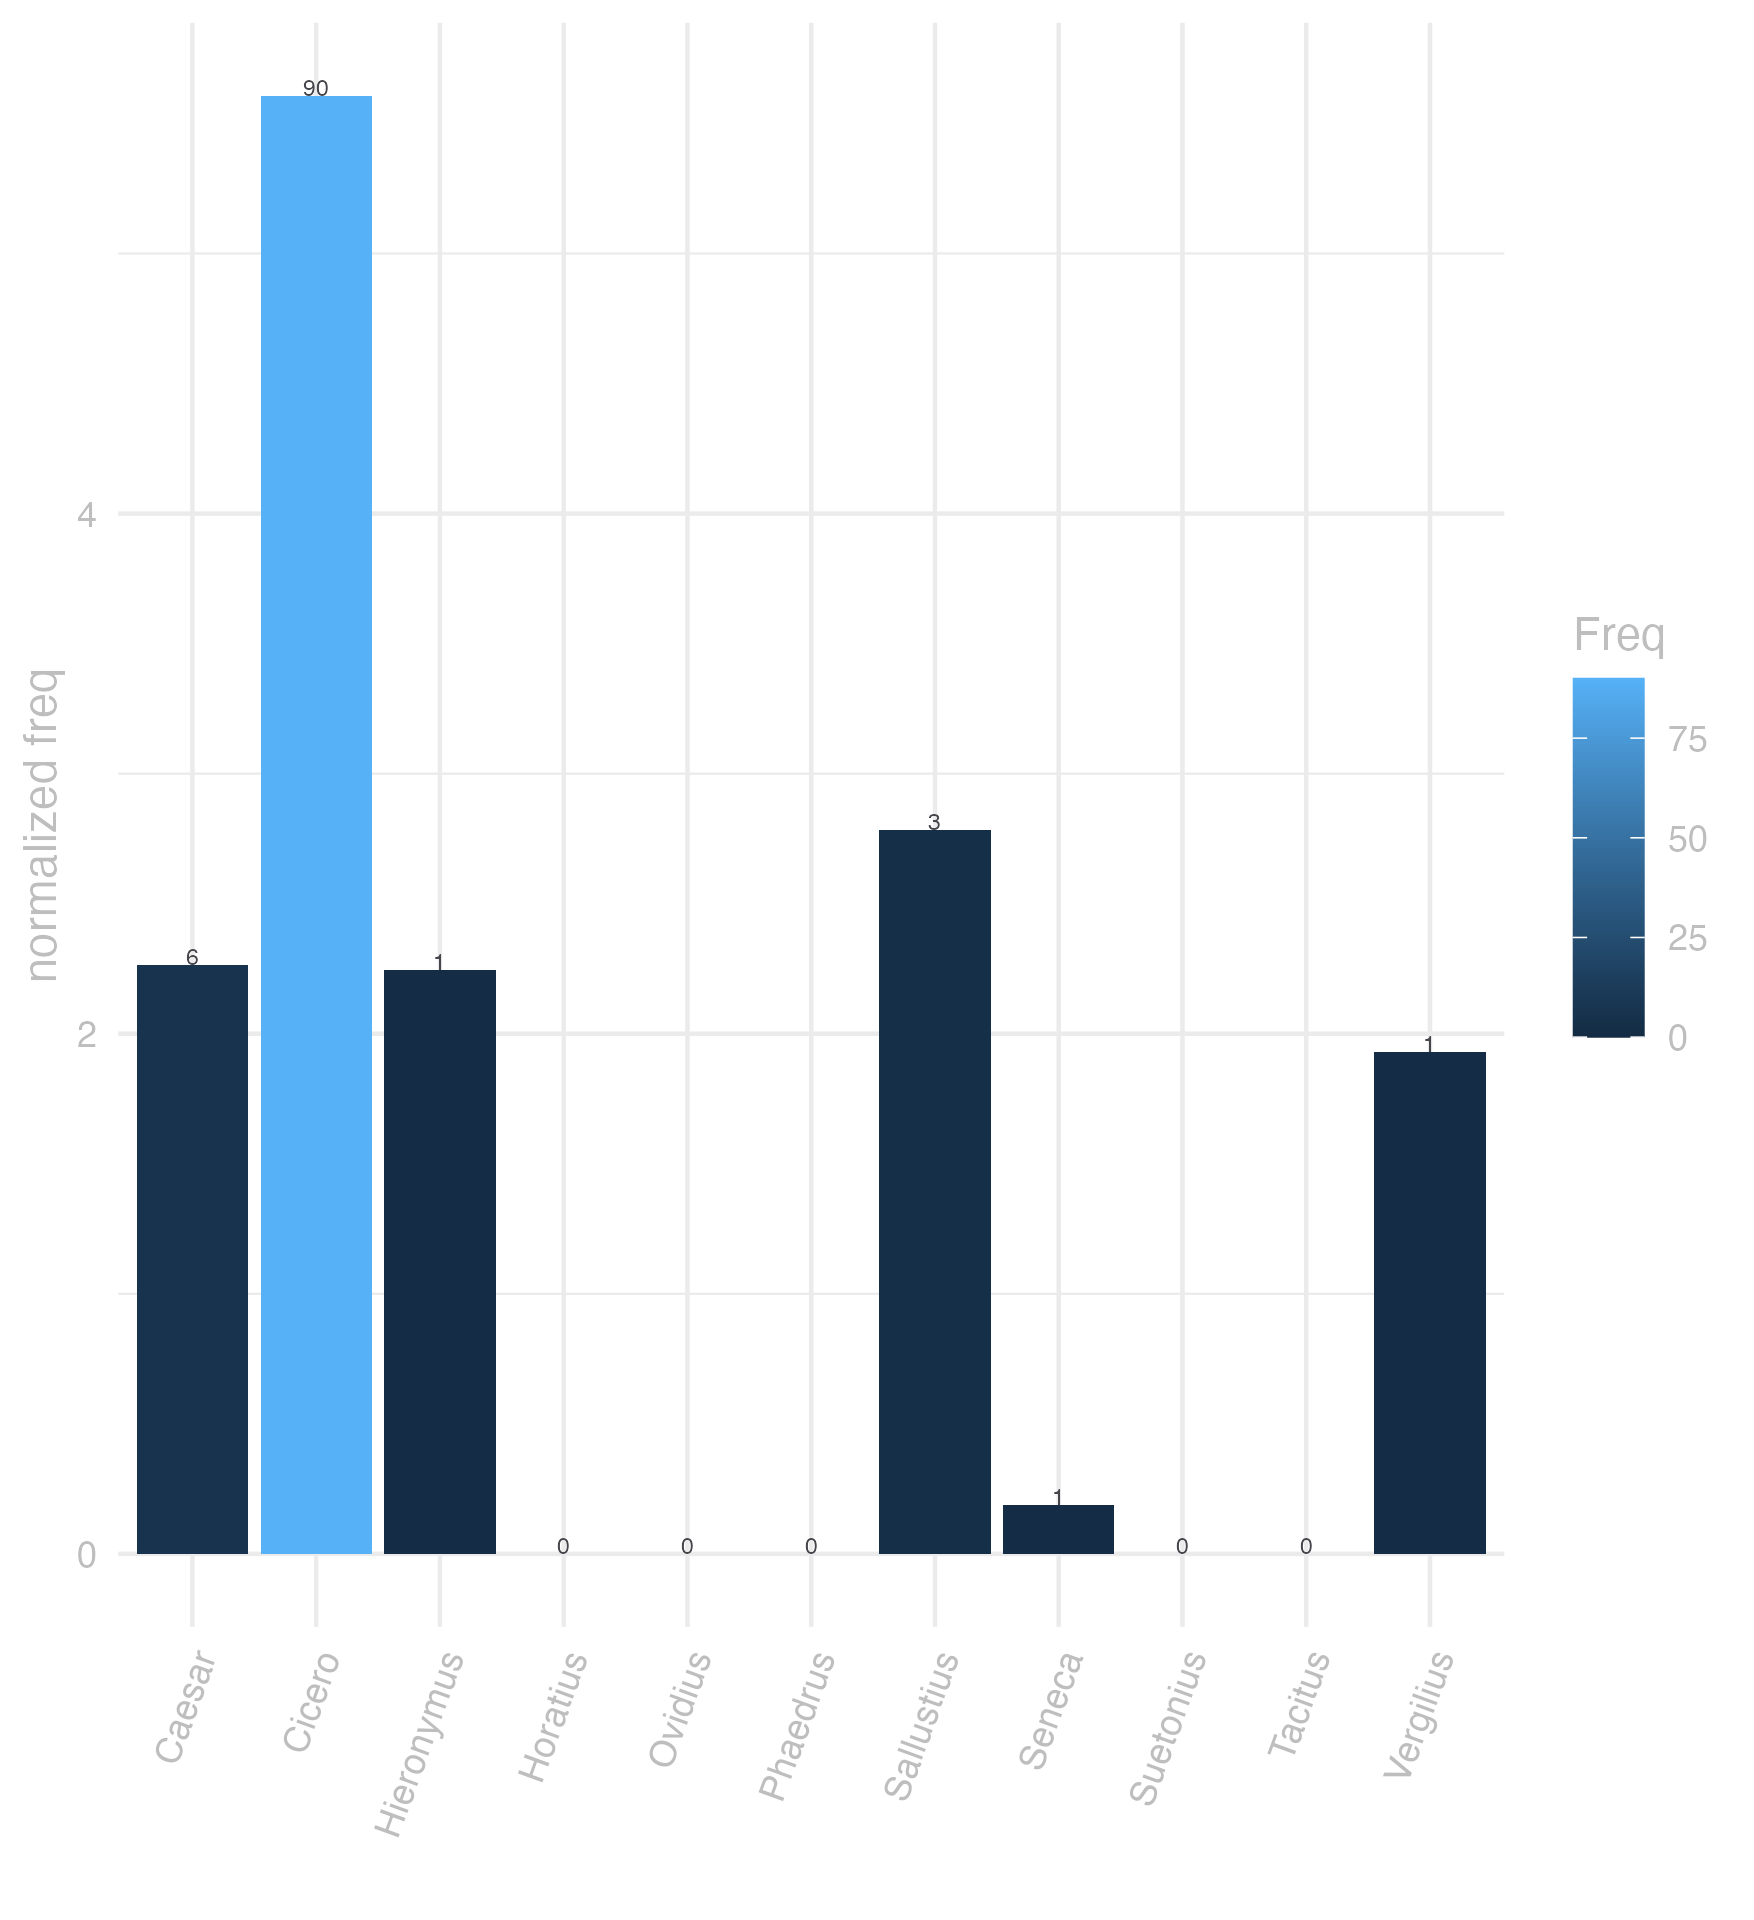 90
4
3
6
1
2
1
1
0
0
0
0
0
0
normalized freq
Caesar
Cicero
Hieronymus
Horatius
Ovidius
Phaedrus
Sallustius
Seneca
Suetonius
Tacitus
Vergilius
Freq
75
50
25
0